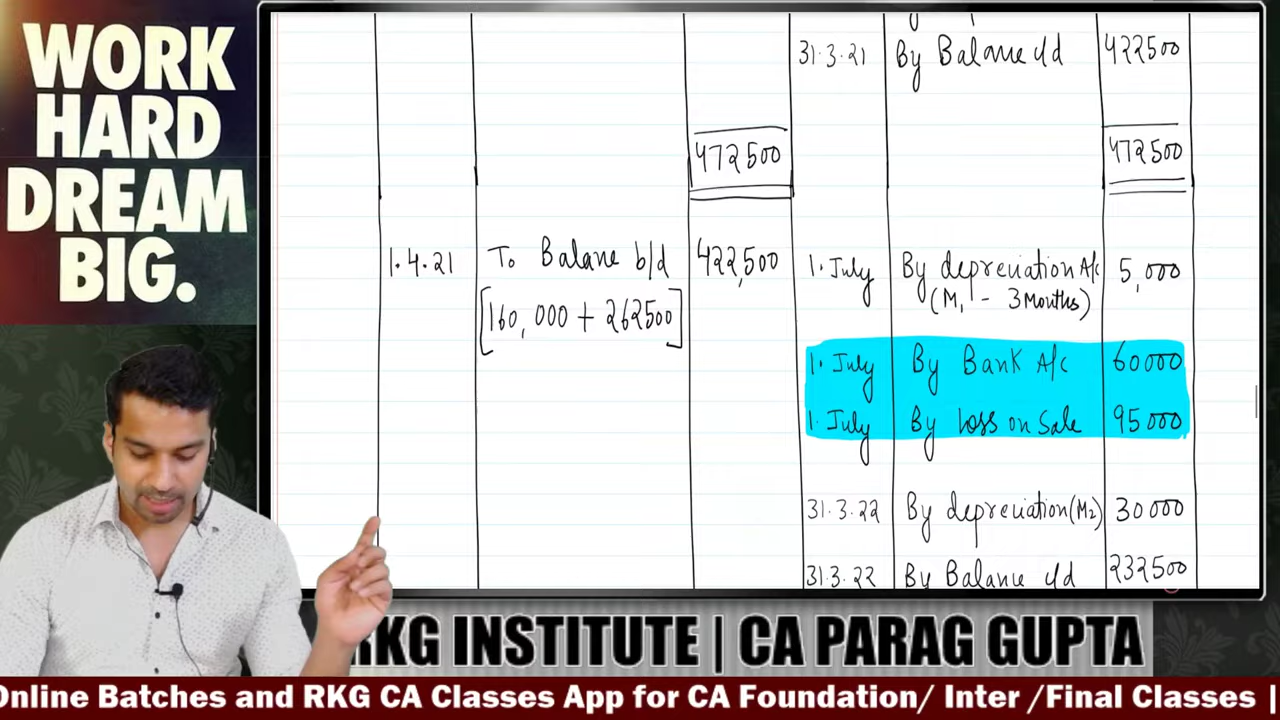 WORK
HARD
DREAM
BIG.
31.3.21 By Balance c/d 422500
472500 472500
1.4.21 To Balane b/d 422,500 1. July By depreciation A/c 5,000
[160,000 + 262500] (M1 - 3 Months)
1. July By Bank A/c 60000
1. July By loss on Sale 95000
31.3.22 By depreciation (M2) 30000
31.3.22 By Balance c/d 232500
RKG INSTITUTE | CA PARAG GUPTA
Online Batches and RKG CA Classes App for CA Foundation/ Inter /Final Classes |